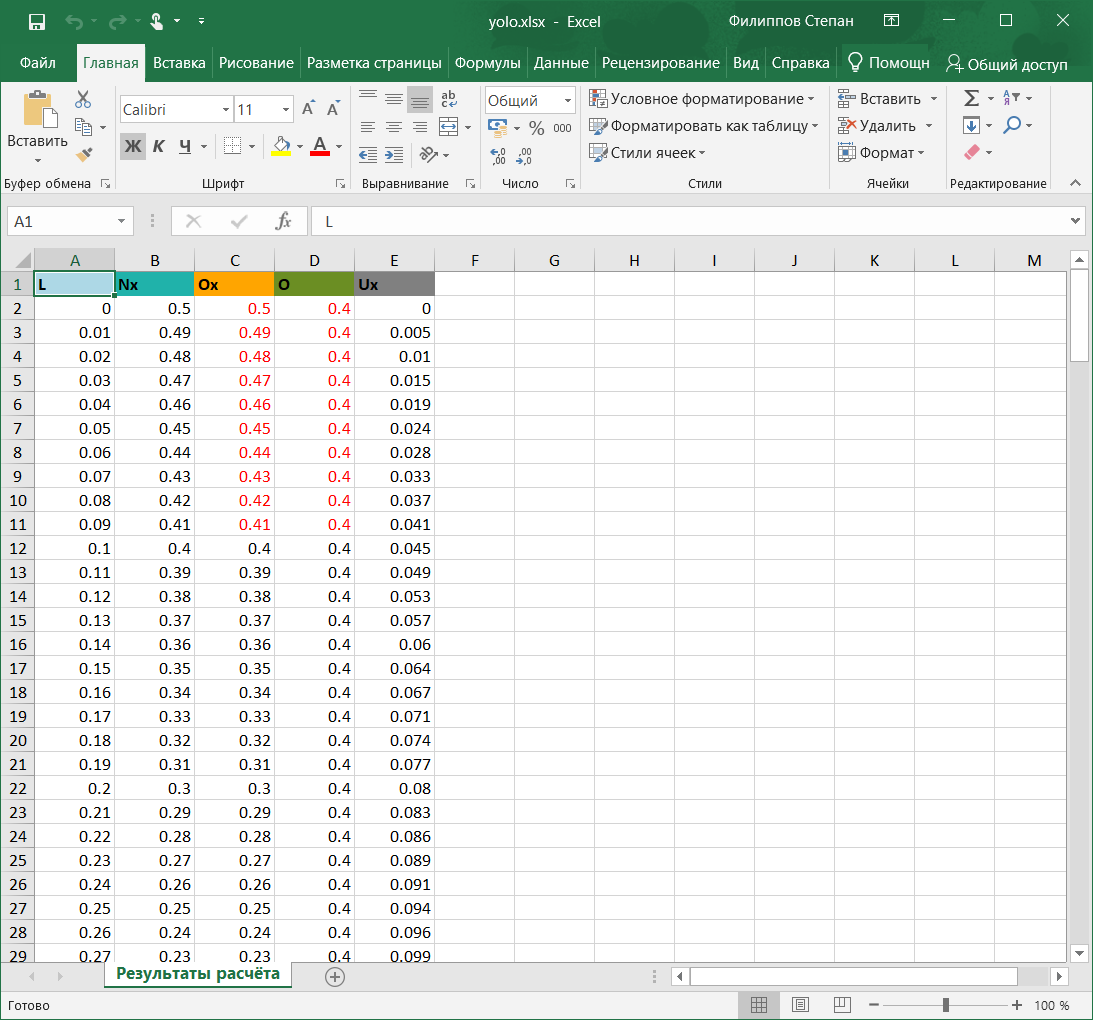 yolo.xlsx - Excel
Филиппов Степан
Файл Главная Вставка Рисование Разметка страницы Формулы Данные Рецензирование Вид Справка Помощн Общий доступ
Вставить
Буфер обмена
Calibri 11
Ж К Ч А
Шрифт
ab
c
Выравнивание
Общий
% 000
Число
Условное форматирование
Форматировать как таблицу
Стили ячеек
Стили
Вставить
Удалить
Формат
Ячейки
Σ
Редактирование
A1 fx L
A B C D E F G H I J K L M
1 L Nx Ox O Ux
2 0 0.5 0.5 0.4 0
3 0.01 0.49 0.49 0.4 0.005
4 0.02 0.48 0.48 0.4 0.01
5 0.03 0.47 0.47 0.4 0.015
6 0.04 0.46 0.46 0.4 0.019
7 0.05 0.45 0.45 0.4 0.024
8 0.06 0.44 0.44 0.4 0.028
9 0.07 0.43 0.43 0.4 0.033
10 0.08 0.42 0.42 0.4 0.037
11 0.09 0.41 0.41 0.4 0.041
12 0.1 0.4 0.4 0.4 0.045
13 0.11 0.39 0.39 0.4 0.049
14 0.12 0.38 0.38 0.4 0.053
15 0.13 0.37 0.37 0.4 0.057
16 0.14 0.36 0.36 0.4 0.06
17 0.15 0.35 0.35 0.4 0.064
18 0.16 0.34 0.34 0.4 0.067
19 0.17 0.33 0.33 0.4 0.071
20 0.18 0.32 0.32 0.4 0.074
21 0.19 0.31 0.31 0.4 0.077
22 0.2 0.3 0.3 0.4 0.08
23 0.21 0.29 0.29 0.4 0.083
24 0.22 0.28 0.28 0.4 0.086
25 0.23 0.27 0.27 0.4 0.089
26 0.24 0.26 0.26 0.4 0.091
27 0.25 0.25 0.25 0.4 0.094
28 0.26 0.24 0.24 0.4 0.096
29 0.27 0.23 0.23 0.4 0.099
Результаты расчёта
Готово
100 %